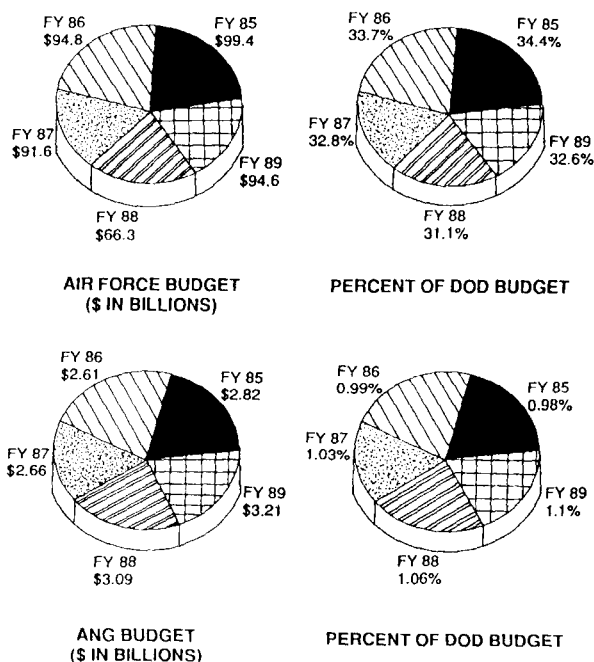 FY 86
$94.8
FY 85
$99.4
FY 87
$91.6
FY 89
$94.6
FY 88
$66.3
AIR FORCE BUDGET
($ IN BILLIONS)
FY 86
33.7%
FY 85
34.4%
FY 87
32.8%
FY 89
32.6%
FY 88
31.1%
PERCENT OF DOD BUDGET
FY 86
$2.61
FY 85
$2.82
FY 87
$2.66
FY 89
$3.21
FY 88
$3.09
ANG BUDGET
($ IN BILLIONS)
FY 86
0.99%
FY 85
0.98%
FY 87
1.03%
FY 89
1.1%
FY 88
1.06%
PERCENT OF DOD BUDGET